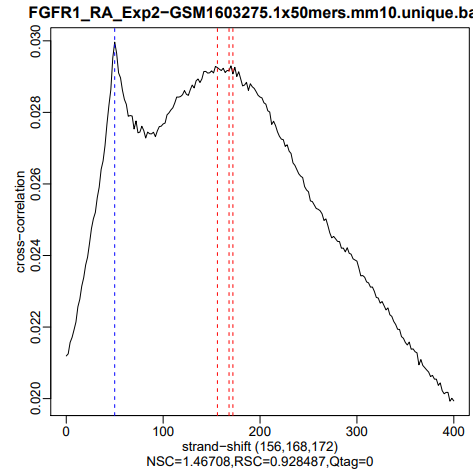 FGFR1_RA_Exp2−GSM1603275.1x50mers.mm10.unique.ba
0.030
0.028
0.026
0.024
0.022
0.020
cross−correlation
0 100 200 300 400
strand−shift (156,168,172)
NSC=1.46708,RSC=0.928487,Qtag=0